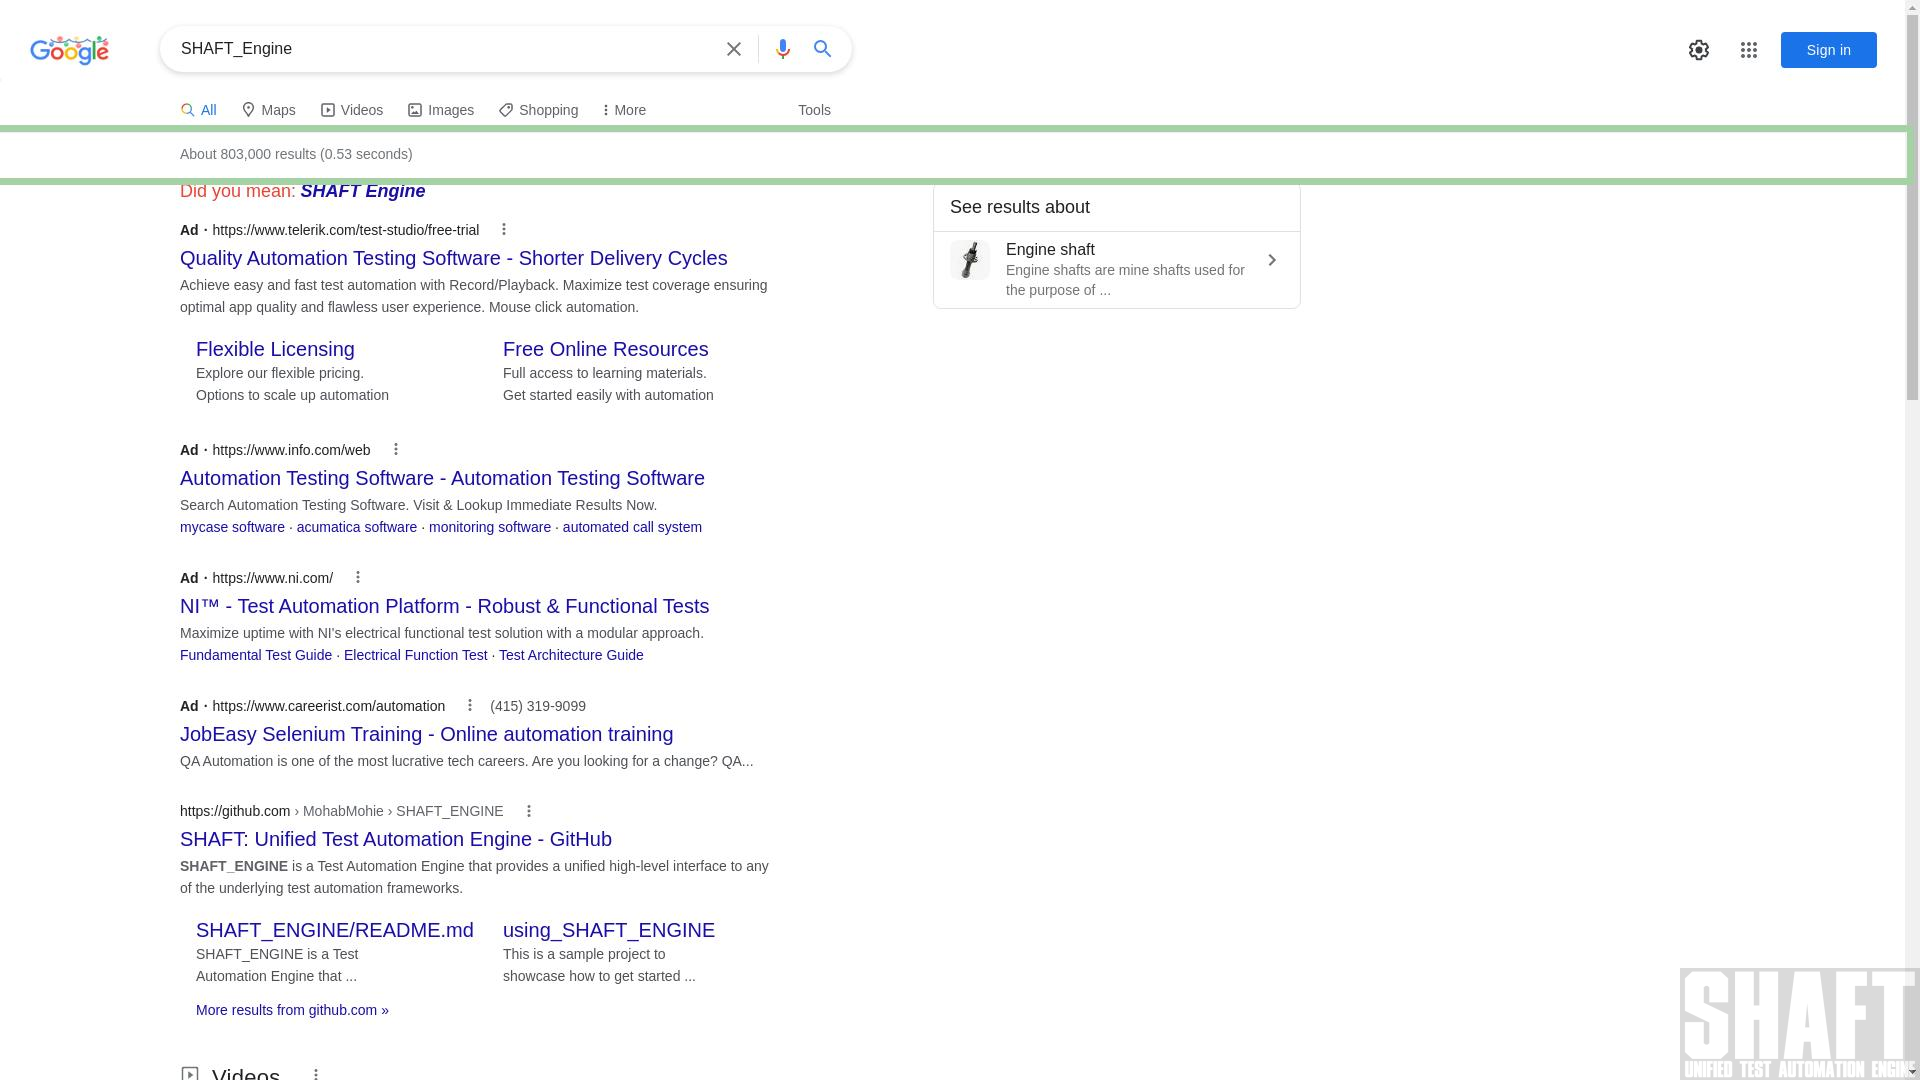 Google
SHAFT_Engine
Sign in
All
Maps
Videos
Images
Shopping
More
Tools
About 803,000 results (0.53 seconds)
Did you mean: SHAFT Engine
Ad · https://www.telerik.com/test-studio/free-trial
Quality Automation Testing Software - Shorter Delivery Cycles
Achieve easy and fast test automation with Record/Playback. Maximize test coverage ensuring
optimal app quality and flawless user experience. Mouse click automation.
Flexible Licensing
Explore our flexible pricing.
Options to scale up automation
Free Online Resources
Full access to learning materials.
Get started easily with automation
Ad · https://www.info.com/web
Automation Testing Software - Automation Testing Software
Search Automation Testing Software. Visit & Lookup Immediate Results Now.
mycase software · acumatica software · monitoring software · automated call system
Ad · https://www.ni.com/
NI™ - Test Automation Platform - Robust & Functional Tests
Maximize uptime with NI's electrical functional test solution with a modular approach.
Fundamental Test Guide · Electrical Function Test · Test Architecture Guide
Ad · https://www.careerist.com/automation (415) 319-9099
JobEasy Selenium Training - Online automation training
QA Automation is one of the most lucrative tech careers. Are you looking for a change? QA...
https://github.com › MohabMohie › SHAFT_ENGINE
SHAFT: Unified Test Automation Engine - GitHub
SHAFT_ENGINE is a Test Automation Engine that provides a unified high-level interface to any
of the underlying test automation frameworks.
SHAFT_ENGINE/README.md
SHAFT_ENGINE is a Test
Automation Engine that ...
using_SHAFT_ENGINE
This is a sample project to
showcase how to get started ...
More results from github.com »
Videos
See results about
Engine shaft
Engine shafts are mine shafts used for
the purpose of ...
SHAFT
UNIFIED TEST AUTOMATION ENGINE